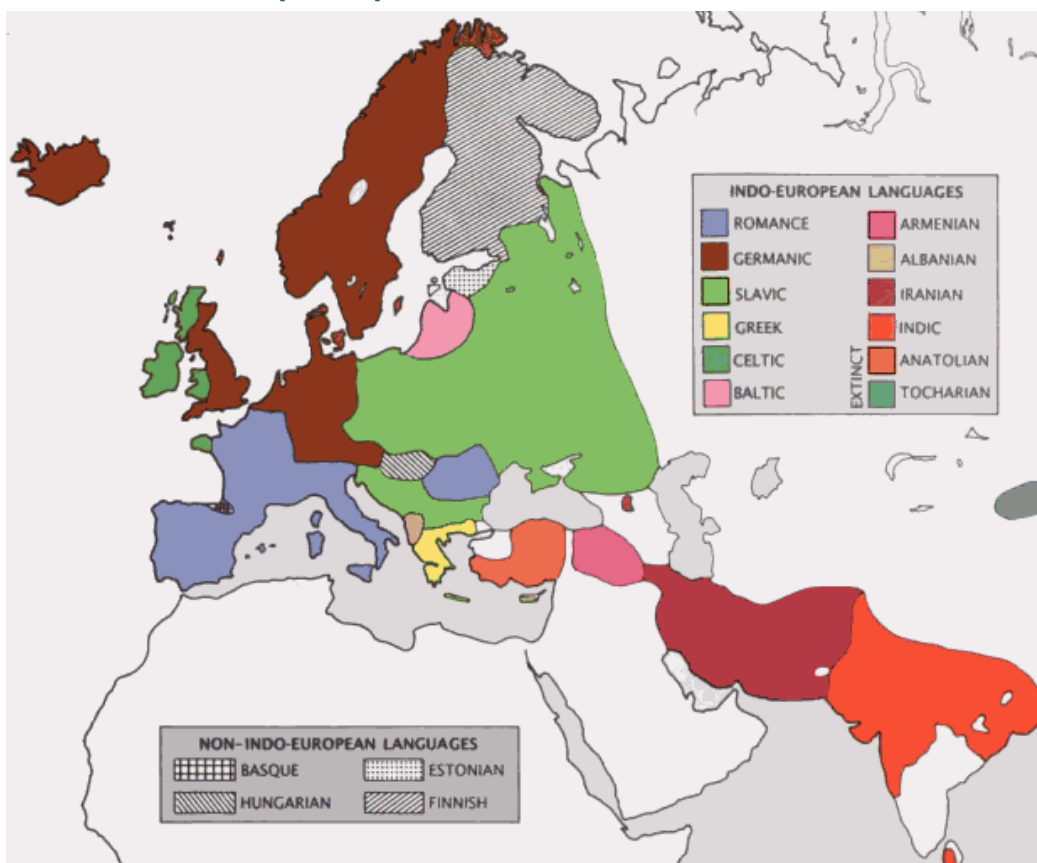 INDO-EUROPEAN LANGUAGES
ROMANCE
GERMANIC
SLAVIC
GREEK
CELTIC
BALTIC
ARMENIAN
ALBANIAN
IRANIAN
INDIC
EXTINCT
ANATOLIAN
TOCHARIAN
NON-INDO-EUROPEAN LANGUAGES
BASQUE
ESTONIAN
HUNGARIAN
FINNISH